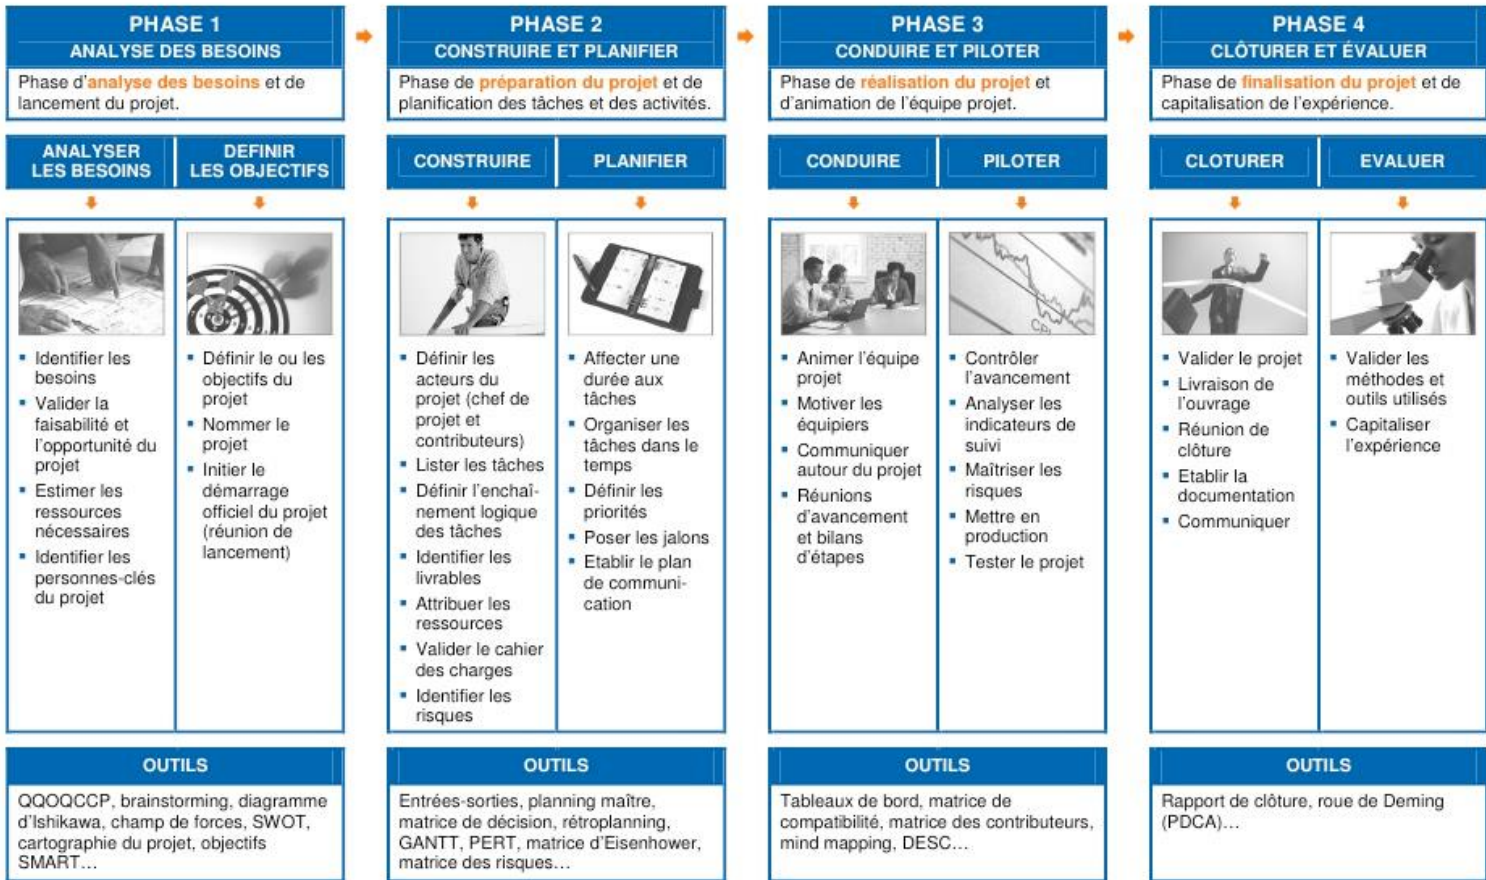 PHASE 1
ANALYSE DES BESOINS
Phase d'analyse des besoins et de
lancement du projet.
ANALYSER
LES BESOINS
DEFINIR
LES OBJECTIFS
Identifier les
besoins
Valider la
faisabilité et
l'opportunité du
projet
Estimer les
ressources
nécessaires
Identifier les
personnes-clés
du projet
Définir le ou les
objectifs du
projet
Nommer le
projet
Initier le
démarrage
officiel du projet
(réunion de
lancement)
OUTILS
QQOQCCP, brainstorming, diagramme
d'Ishikawa, champ de forces, SWOT,
cartographie du projet, objectifs
SMART…
PHASE 2
CONSTRUIRE ET PLANIFIER
Phase de préparation du projet et de
planification des tâches et des activités.
CONSTRUIRE
PLANIFIER
Définir les
acteurs du
projet (chef de
projet et
contributeurs)
Lister les tâches
Définir l'enchaî-
nement logique
des tâches
Identifier les
livrables
Attribuer les
ressources
Valider le cahier
des charges
Identifier les
risques
Affecter une
durée aux
tâches
Organiser les
tâches dans le
temps
Définir les
priorités
Poser les jalons
Etablir le plan
de communi-
cation
OUTILS
Entrées-sorties, planning maître,
matrice de décision, rétroplanning,
GANTT, PERT, matrice d'Eisenhower,
matrice des risques…
PHASE 3
CONDUIRE ET PILOTER
Phase de réalisation du projet et
d'animation de l'équipe projet.
CONDUIRE
PILOTER
CPI
Animer l'équipe
projet
Motiver les
équipiers
Communiquer
autour du projet
Réunions
d'avancement
et bilans
d'étapes
Contrôler
l'avancement
Analyser les
indicateurs de
suivi
Maîtriser les
risques
Mettre en
production
Tester le projet
OUTILS
Tableaux de bord, matrice de
compatibilité, matrice des contributeurs,
mind mapping, DESC…
PHASE 4
CLÔTURER ET ÉVALUER
Phase de finalisation du projet et de
capitalisation de l'expérience.
CLOTURER
EVALUER
Valider le projet
Livraison de
l'ouvrage
Réunion de
clôture
Etablir la
documentation
Communiquer
Valider les
méthodes et
outils utilisés
Capitaliser
l'expérience
OUTILS
Rapport de clôture, roue de Deming
(PDCA)…